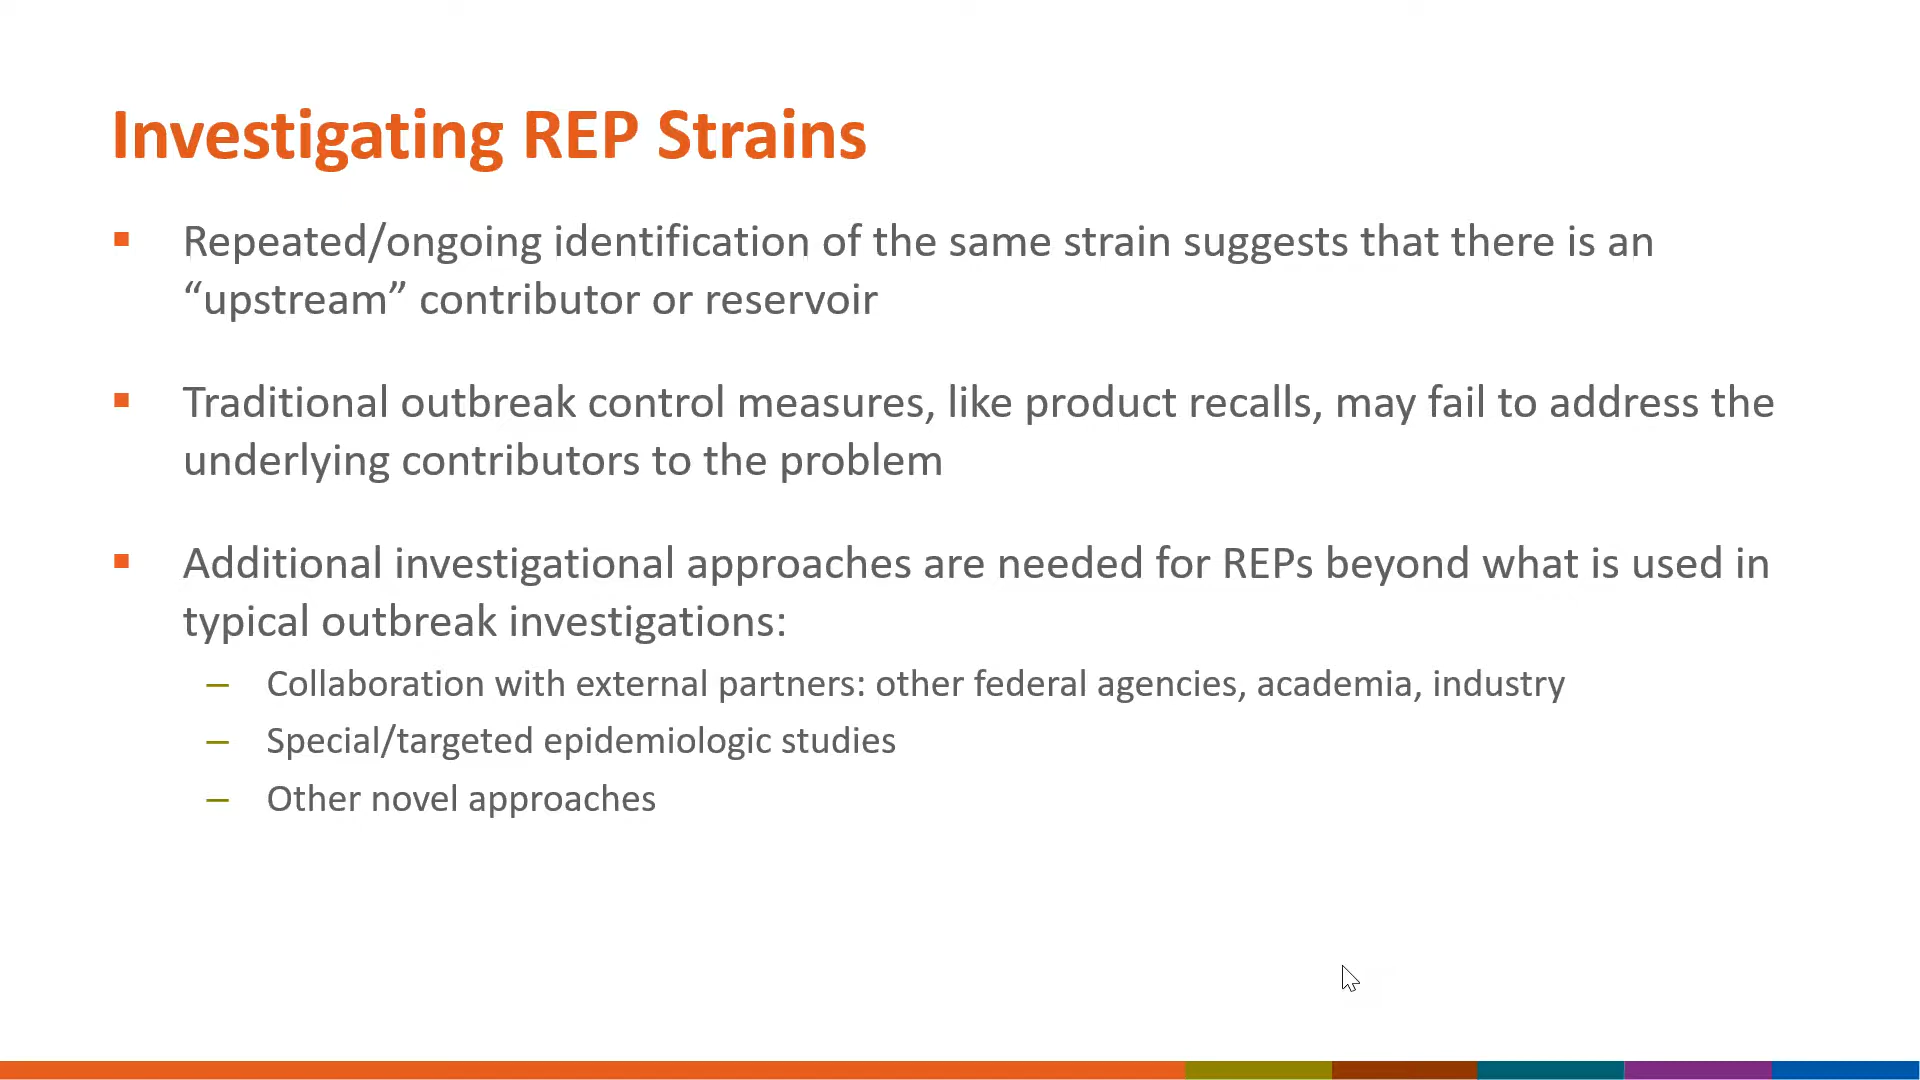 Investigating REP Strains
Repeated/ongoing identification of the same strain suggests that there is an
“upstream” contributor or reservoir
Traditional outbreak control measures, like product recalls, may fail to address the
underlying contributors to the problem
Additional investigational approaches are needed for REPs beyond what is used in
typical outbreak investigations:
– Collaboration with external partners: other federal agencies, academia, industry
– Special/targeted epidemiologic studies
– Other novel approaches